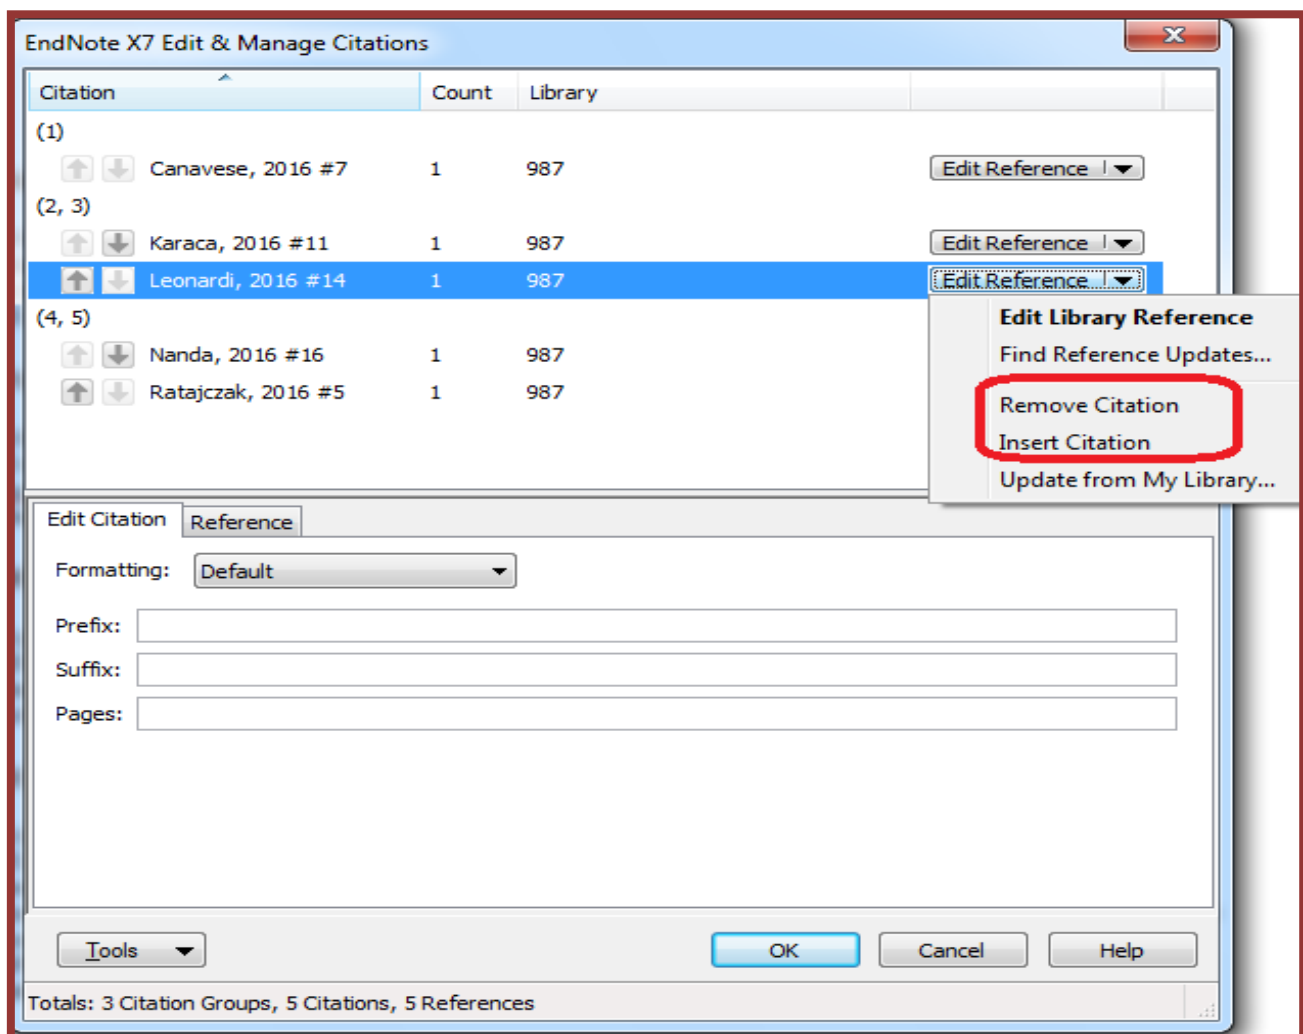 EndNote X7 Edit & Manage Citations
Citation Count Library
(1)
Canavese, 2016 #7 1 987 Edit Reference
(2, 3)
Karaca, 2016 #11 1 987 Edit Reference
Leonardi, 2016 #14 1 987 Edit Reference
(4, 5)
Edit Library Reference
Nanda, 2016 #16 1 987
Find Reference Updates...
Ratajczak, 2016 #5 1 987
Remove Citation
Insert Citation
Update from My Library...
Edit Citation Reference
Formatting: Default
Prefix:
Suffix:
Pages:
Tools OK Cancel Help
Totals: 3 Citation Groups, 5 Citations, 5 References